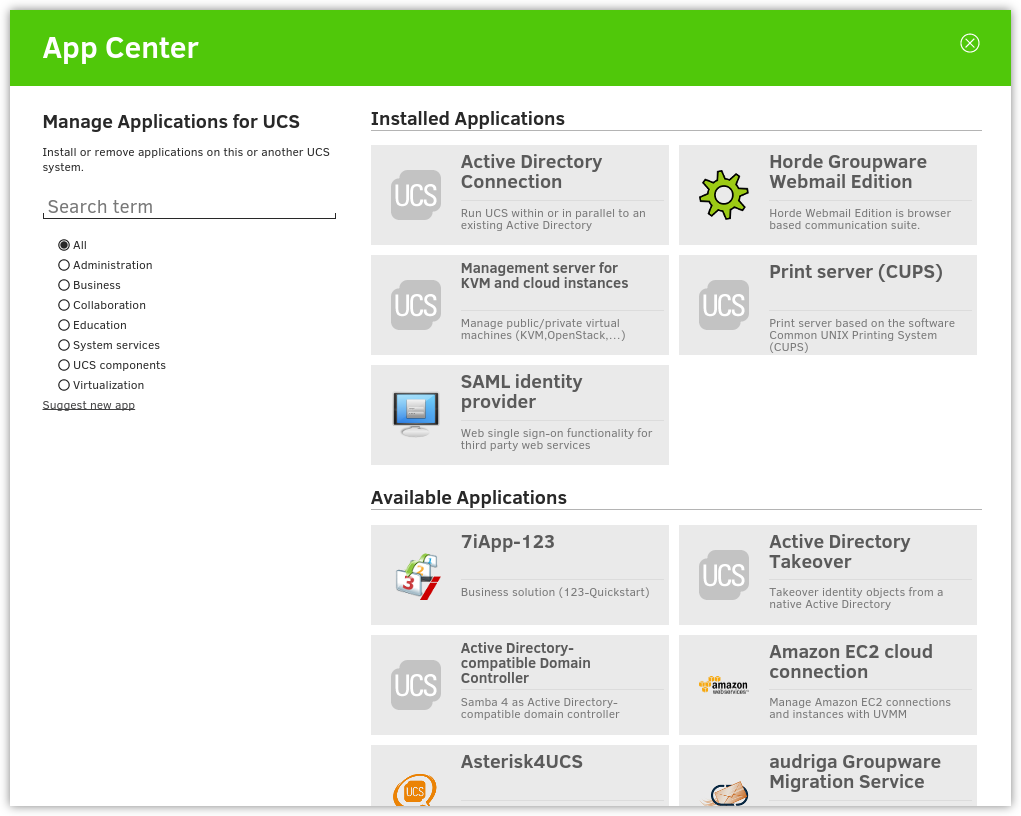 App Center
Manage Applications for UCS
Install or remove applications on this or another UCS
system.
Search term
All
Administration
Business
Collaboration
Education
System services
UCS components
Virtualization
Suggest new app
Installed Applications
UCS
Active Directory
Connection
Run UCS within or in parallel to an
existing Active Directory
Horde Groupware
Webmail Edition
Horde Webmail Edition is browser
based communication suite.
UCS
Management server for
KVM and cloud instances
Manage public/private virtual
machines (KVM,OpenStack,...)
UCS
Print server (CUPS)
Print server based on the software
Common UNIX Printing System
(CUPS)
SAML identity
provider
Web single sign-on functionality for
third party web services
Available Applications
1
2
3
7
7iApp-123
Business solution (123-Quickstart)
UCS
Active Directory
Takeover
Takeover identity objects from a
native Active Directory
UCS
Active Directory-
compatible Domain
Controller
Samba 4 as Active Directory-
compatible domain controller
amazon
webservices™
Amazon EC2 cloud
connection
Manage Amazon EC2 connections
and instances with UVMM
UCS
Asterisk4UCS
audriga Groupware
Migration Service